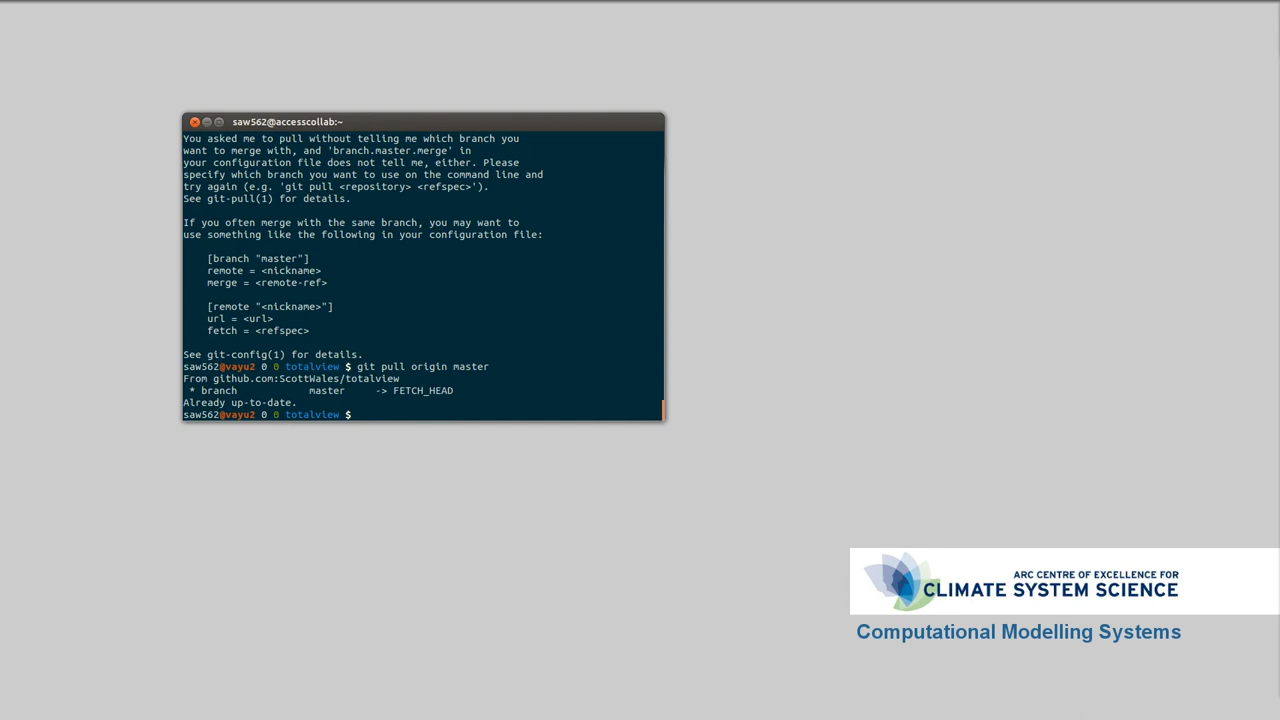 saw562@accesscollab:~
You asked me to pull without telling me which branch you
want to merge with, and 'branch.master.merge' in
your configuration file does not tell me, either. Please
specify which branch you want to use on the command line and
try again (e.g. 'git pull <repository> <refspec>').
See git-pull(1) for details.
If you often merge with the same branch, you may want to
use something like the following in your configuration file:
[branch "master"]
remote = <nickname>
merge = <remote-ref>
[remote "<nickname>"]
url = <url>
fetch = <refspec>
See git-config(1) for details.
saw562@vayu2 0 0 totalview $ git pull origin master
From github.com:ScottWales/totalview
* branch master -> FETCH_HEAD
Already up-to-date.
saw562@vayu2 0 0 totalview $
ARC CENTRE OF EXCELLENCE FOR
CLIMATE SYSTEM SCIENCE
Computational Modelling Systems